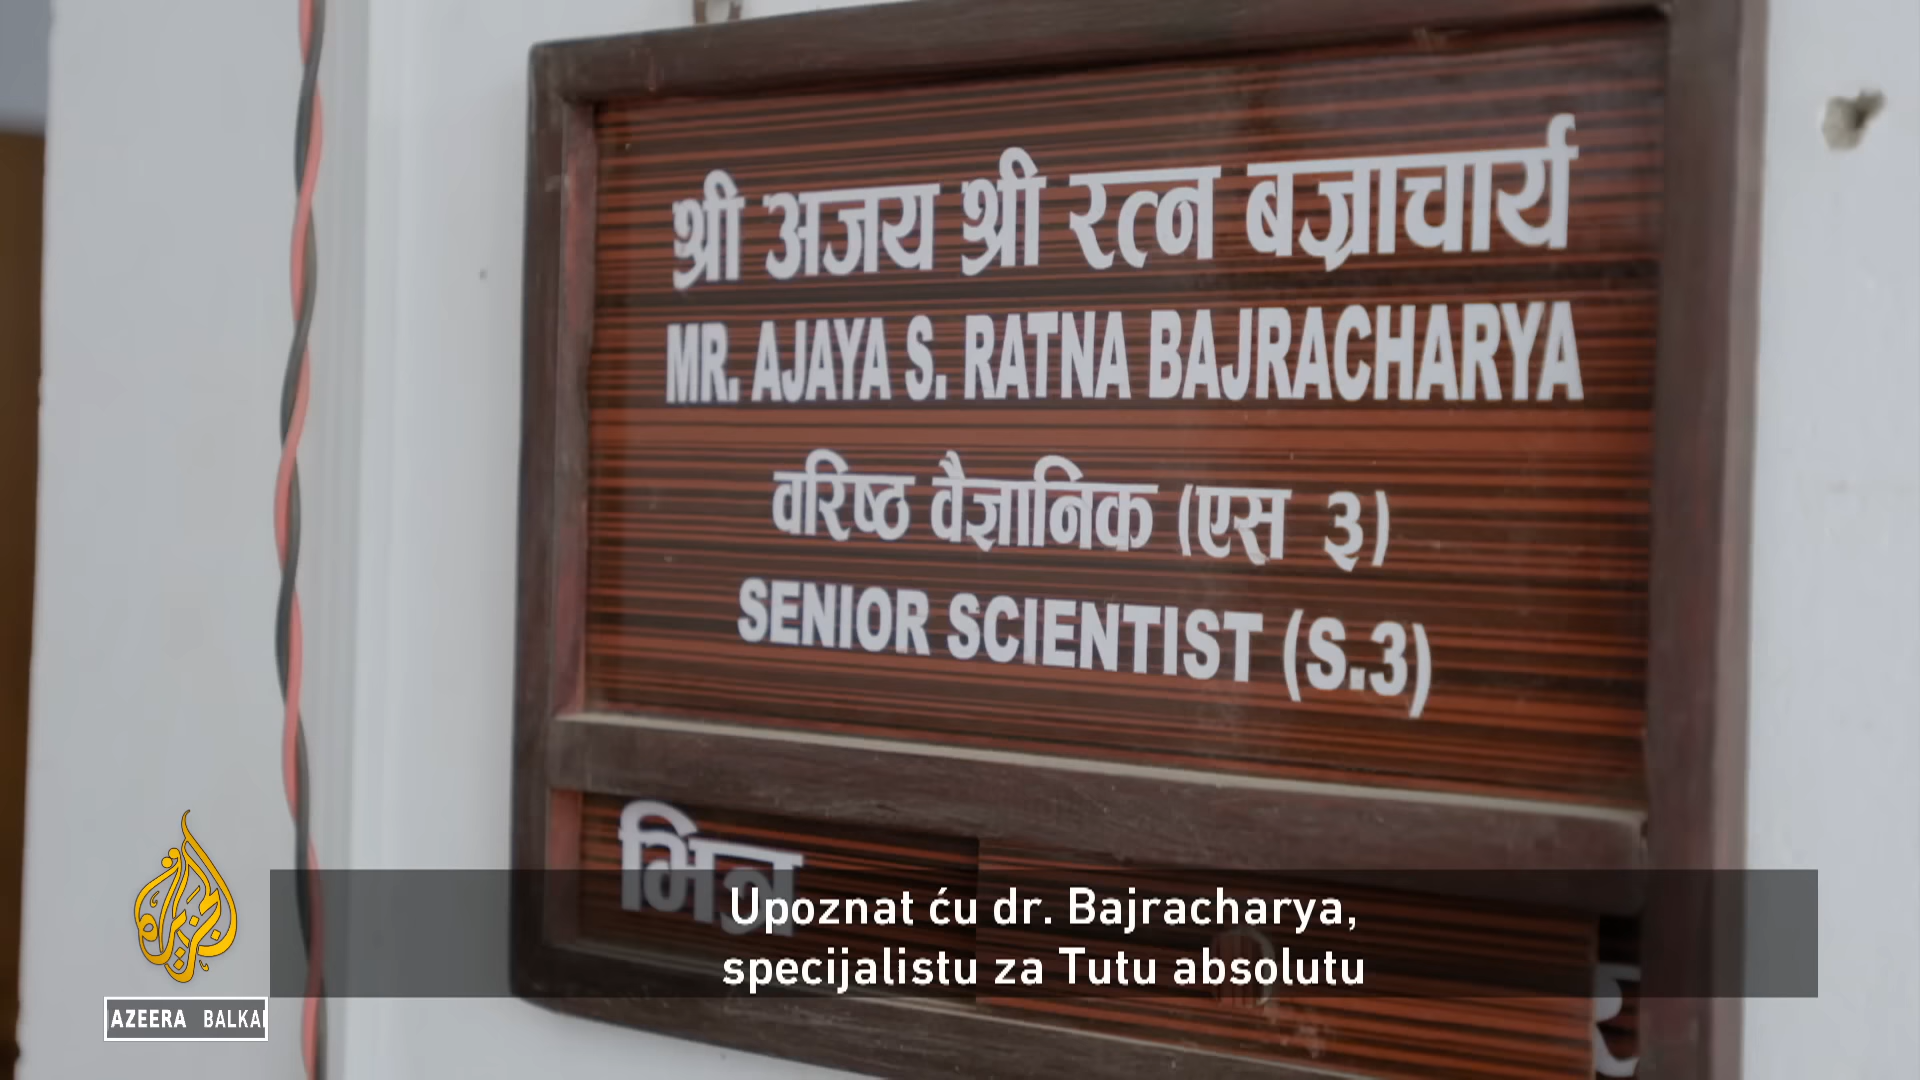 श्री अजय श्री रत्न बज्राचार्य
MR. AJAYA S. RATNA BAJRACHARYA
वरिष्ठ वैज्ञानिक (एस ३)
SENIOR SCIENTIST (S.3)
भित्र
Upoznat ću dr. Bajracharya,
specijalistu za Tutu absolutu
AZEERA BALKA